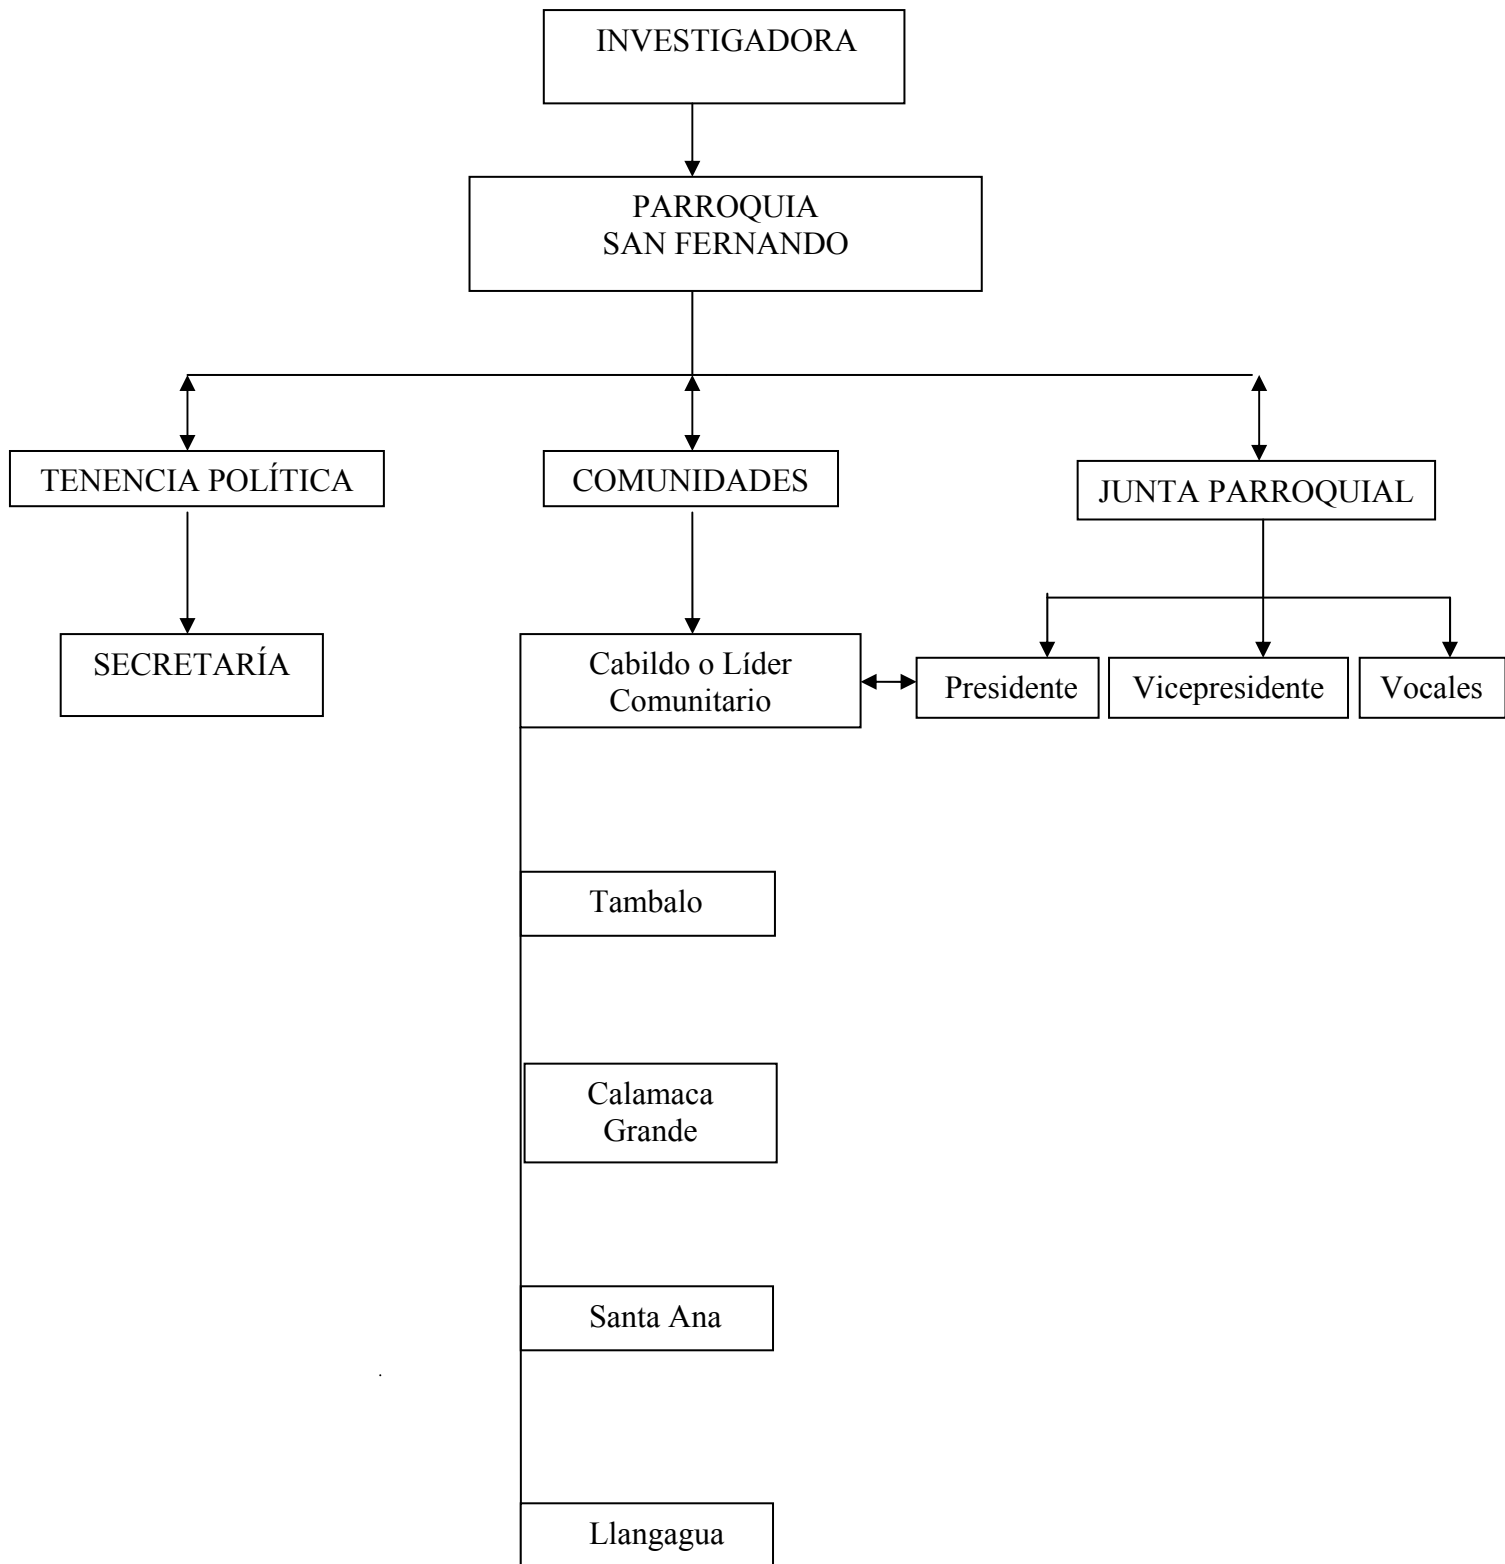 INVESTIGADORA
PARROQUIA
SAN FERNANDO
TENENCIA POLÍTICA
COMUNIDADES
JUNTA PARROQUIAL
SECRETARÍA
Cabildo o Líder
Comunitario
Presidente
Vicepresidente
Vocales
Tambalo
Calamaca
Grande
Santa Ana
Llangagua